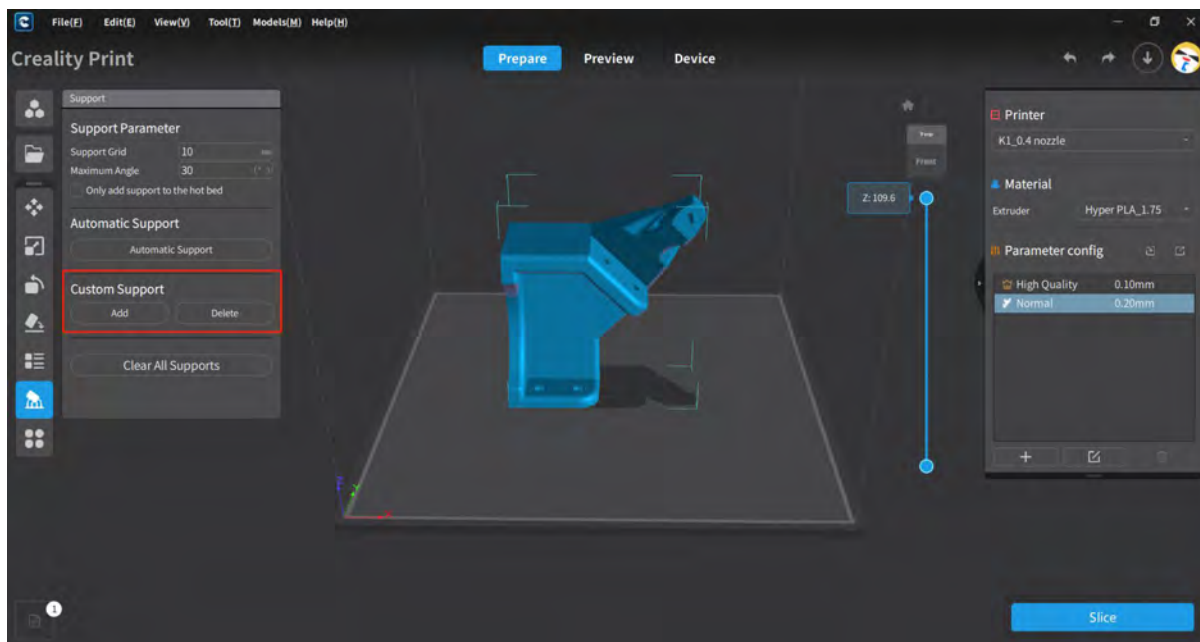 File(F) Edit(E) View(V) Tool(T) Models(M) Help(H)
Creality Print
Prepare Preview Device
Support
Support Parameter
Support Grid 10
Maximum Angle 30 (° )
Only add support to the hot bed
Automatic Support
Automatic Support
Custom Support
Add Delete
Clear All Supports
Front
Z: 109.6
Printer
K1_0.4 nozzle
Material
Extruder Hyper PLA_1.75
Parameter config
High Quality 0.10mm
Normal 0.20mm
1
Slice